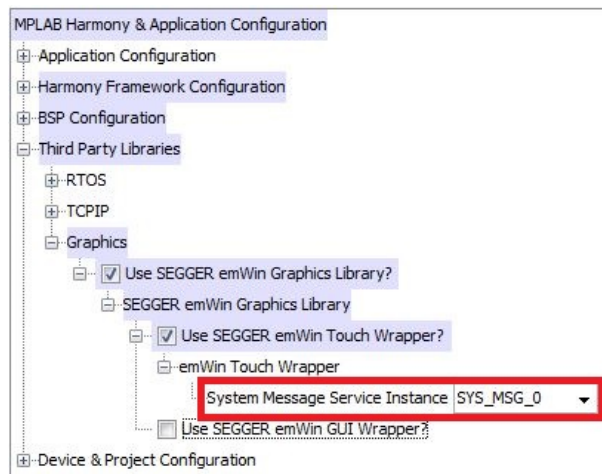 MPLAB Harmony & Application Configuration
Application Configuration
Harmony Framework Configuration
BSP Configuration
Third Party Libraries
RTOS
TCPIP
Graphics
Use SEGGER emWin Graphics Library?
SEGGER emWin Graphics Library
Use SEGGER emWin Touch Wrapper?
emWin Touch Wrapper
System Message Service Instance SYS_MSG_0
Use SEGGER emWin GUI Wrapper?
Device & Project Configuration